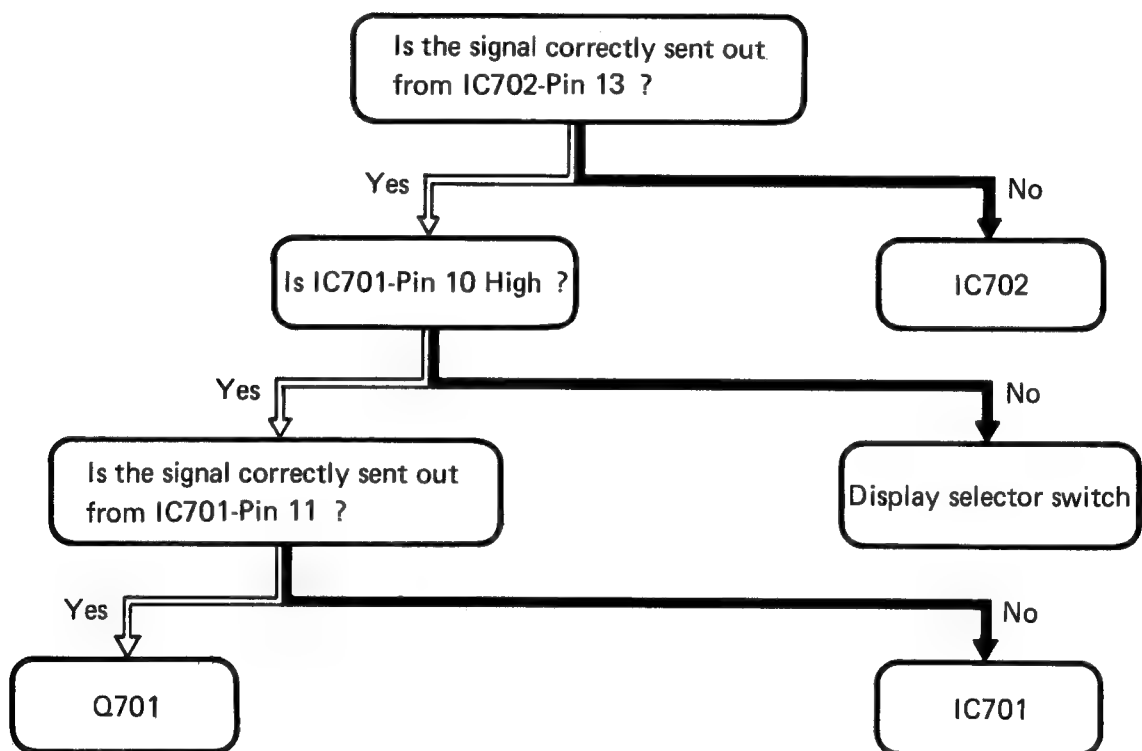 Is the signal correctly sent out
from IC702-Pin 13 ?
Yes
No
Is IC701-Pin 10 High ?
IC702
Yes
No
Is the signal correctly sent out
from IC701-Pin 11 ?
Display selector switch
Yes
No
Q701
IC701